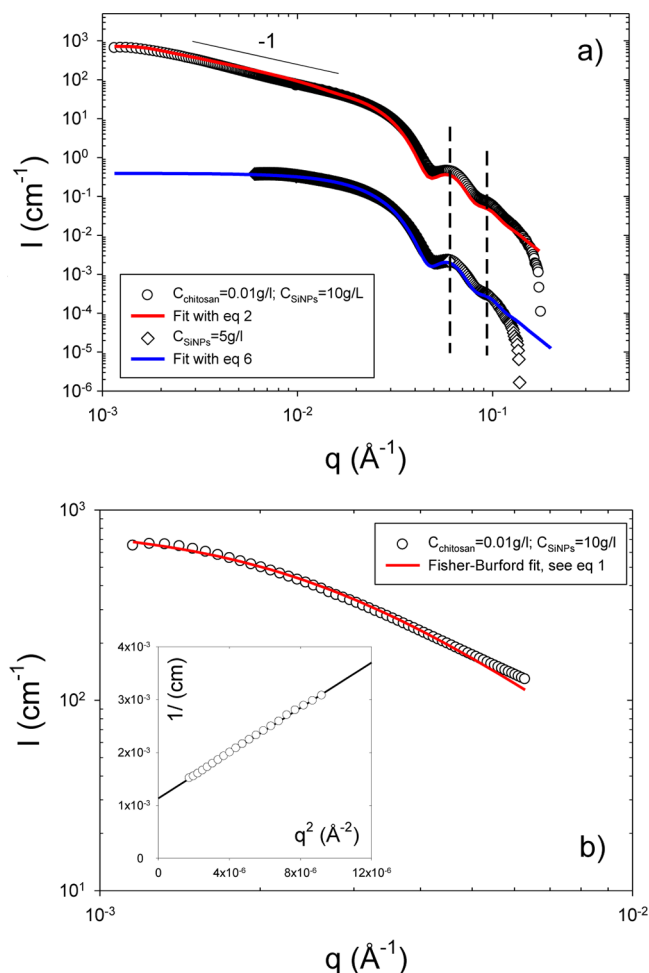 10³
10²
10¹
10⁰
10⁻¹
10⁻²
10⁻³
10⁻⁴
10⁻⁵
10⁻⁶
I (cm⁻¹)
-1
a)
C_chitosan=0.01g/l; C_SiNPs=10g/L
Fit with eq 2
C_SiNPs=5g/l
Fit with eq 6
10⁻³ 10⁻² 10⁻¹
q (Å⁻¹)
10³
10²
10¹
I (cm⁻¹)
C_chitosan=0.01g/l; C_SiNPs=10g/l
Fisher-Burford fit, see eq 1
4x10⁻³
3x10⁻³
2x10⁻³
1x10⁻³
0
1/ (cm)
q² (Å⁻²)
0 4x10⁻⁶ 8x10⁻⁶ 12x10⁻⁶
b)
10⁻³ 10⁻²
q (Å⁻¹)